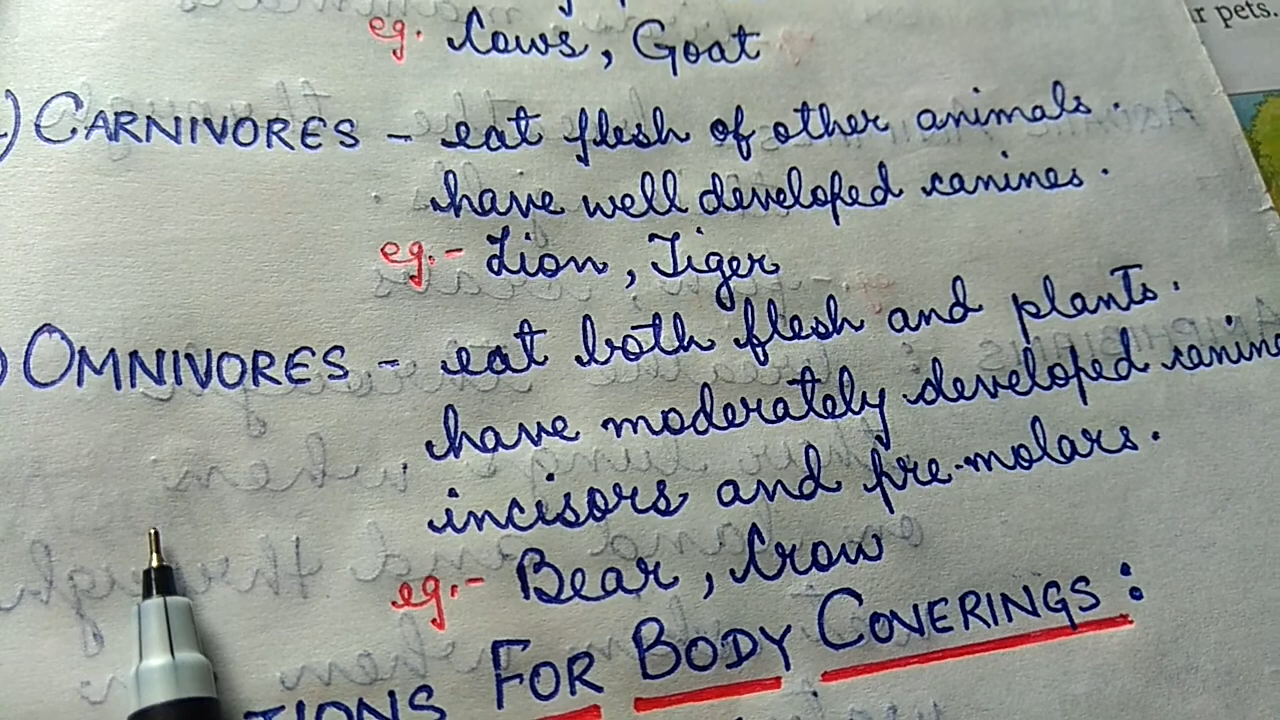 r pets.
eg. Cows, Goat
) CARNIVORES - eat flesh of other animals.
have well developed canines.
eg.- Lion, Tiger
) OMNIVORES - eat both flesh and plants.
have moderately developed canine
incisors and pre-molars.
eg.- Bear, Crow
TIONS FOR BODY COVERINGS: